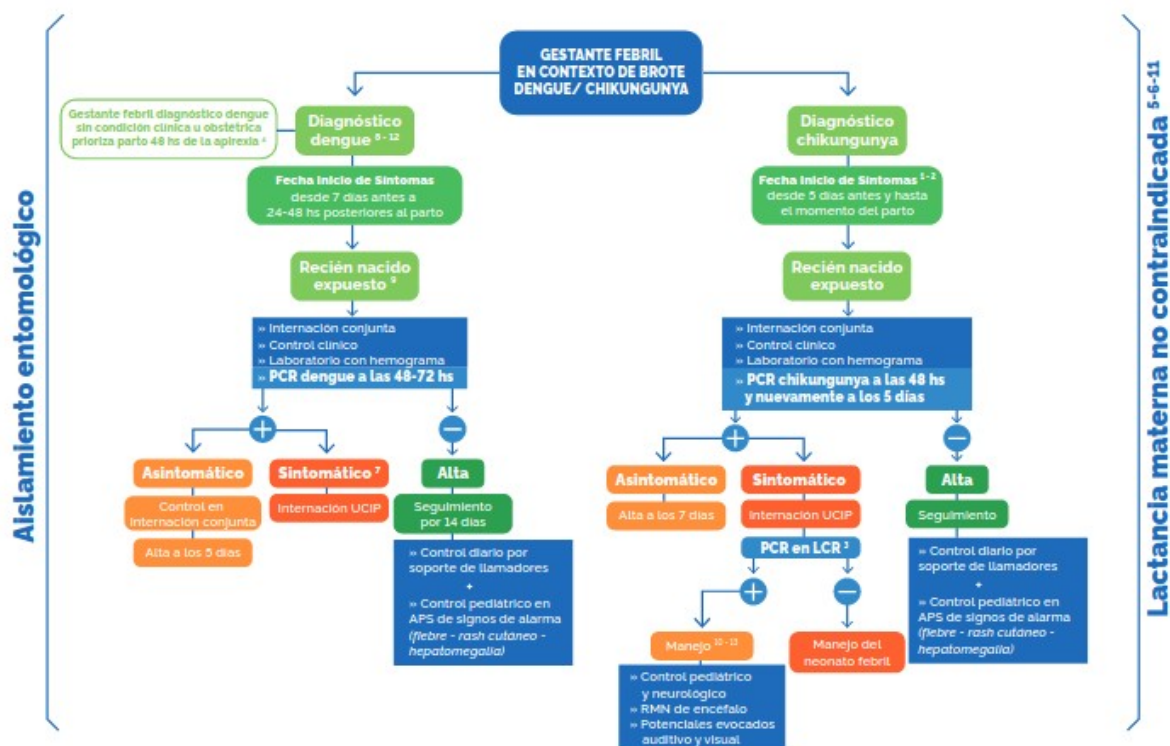 GESTANTE FEBRIL
EN CONTEXTO DE BROTE
DENGUE/ CHIKUNGUNYA
Gestante febril diagnóstico dengue
sin condición clínica u obstétrica
prioriza parto 48 hs de la apirexia
Diagnóstico
dengue 8 - 12
Fecha Inicio de Síntomas
desde 7 días antes a
24-48 hs posteriores al parto
Recién nacido
expuesto 9
» Internación conjunta
» Control clínico
» Laboratorio con hemograma
» PCR dengue a las 48-72 hs
+
−
Asintomático
Control en
Internación conjunta
Alta a los 5 días
Sintomático 7
Internación UCIP
Alta
Seguimiento
por 14 días
» Control diario por
soporte de llamadores
+
» Control pediátrico en
APS de signos de alarma
(fiebre - rash cutáneo -
hepatomegalia)
Diagnóstico
chikungunya
Fecha Inicio de Síntomas 1 - 2
desde 5 días antes y hasta
el momento del parto
Recién nacido
expuesto
» Internación conjunta
» Control clínico
» Laboratorio con hemograma
» PCR chikungunya a las 48 hs
y nuevamente a los 5 días
+
−
Asintomático
Alta a los 7 días
Sintomático
Internación UCIP
PCR en LCR 3
+
−
Manejo 10 - 13
» Control pediátrico
y neurológico
» RMN de encéfalo
» Potenciales evocados
auditivo y visual
Manejo del
neonato febril
Alta
Seguimiento
» Control diario por
soporte de llamadores
+
» Control pediátrico en
APS de signos de alarma
(fiebre - rash cutáneo -
hepatomegalia)
Aislamiento entomológico
Lactancia materna no contraindicada 5-6-11